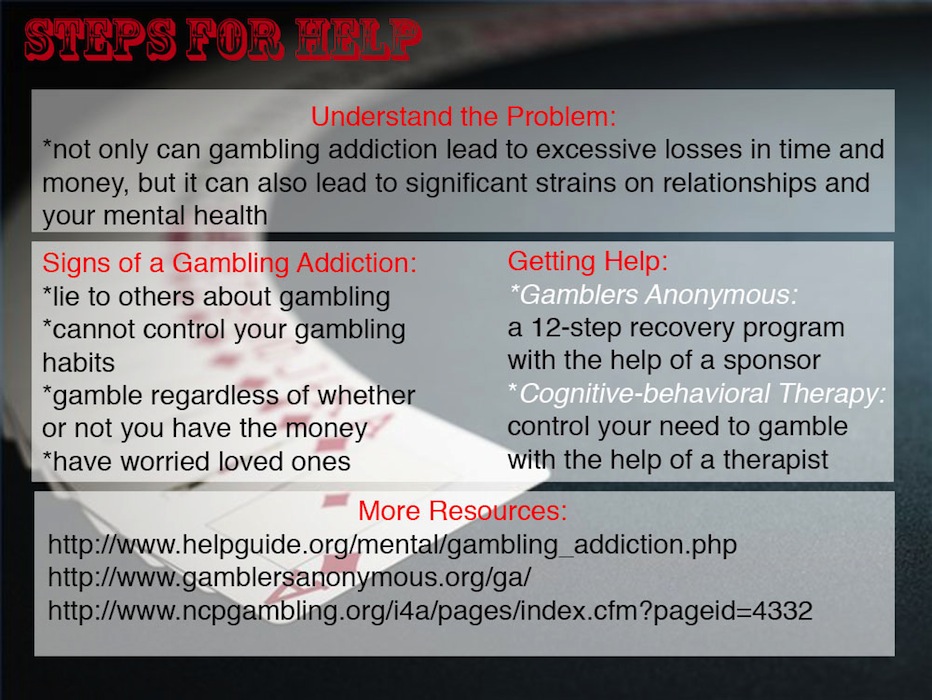 STEPS FOR HELP
Understand the Problem:
*not only can gambling addiction lead to excessive losses in time and
money, but it can also lead to significant strains on relationships and
your mental health
Signs of a Gambling Addiction:
*lie to others about gambling
*cannot control your gambling
habits
*gamble regardless of whether
or not you have the money
*have worried loved ones
Getting Help:
*Gamblers Anonymous:
a 12-step recovery program
with the help of a sponsor
*Cognitive-behavioral Therapy:
control your need to gamble
with the help of a therapist
More Resources:
http://www.helpguide.org/mental/gambling_addiction.php
http://www.gamblersanonymous.org/ga/
http://www.ncpgambling.org/i4a/pages/index.cfm?pageid=4332
A